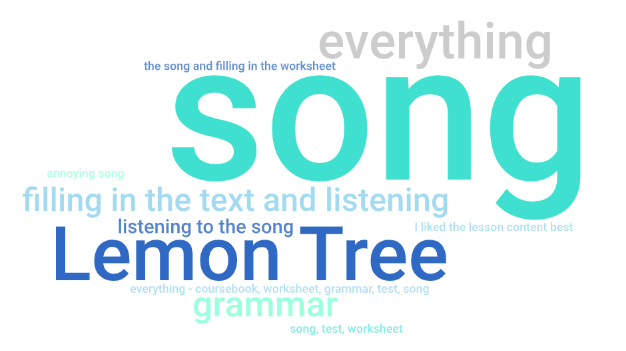 everything
the song and filling in the worksheet
song
annoying song
filling in the text and listening
listening to the song
I liked the lesson content best
Lemon Tree
everything - coursebook, worksheet, grammar, test, song
grammar
song, test, worksheet